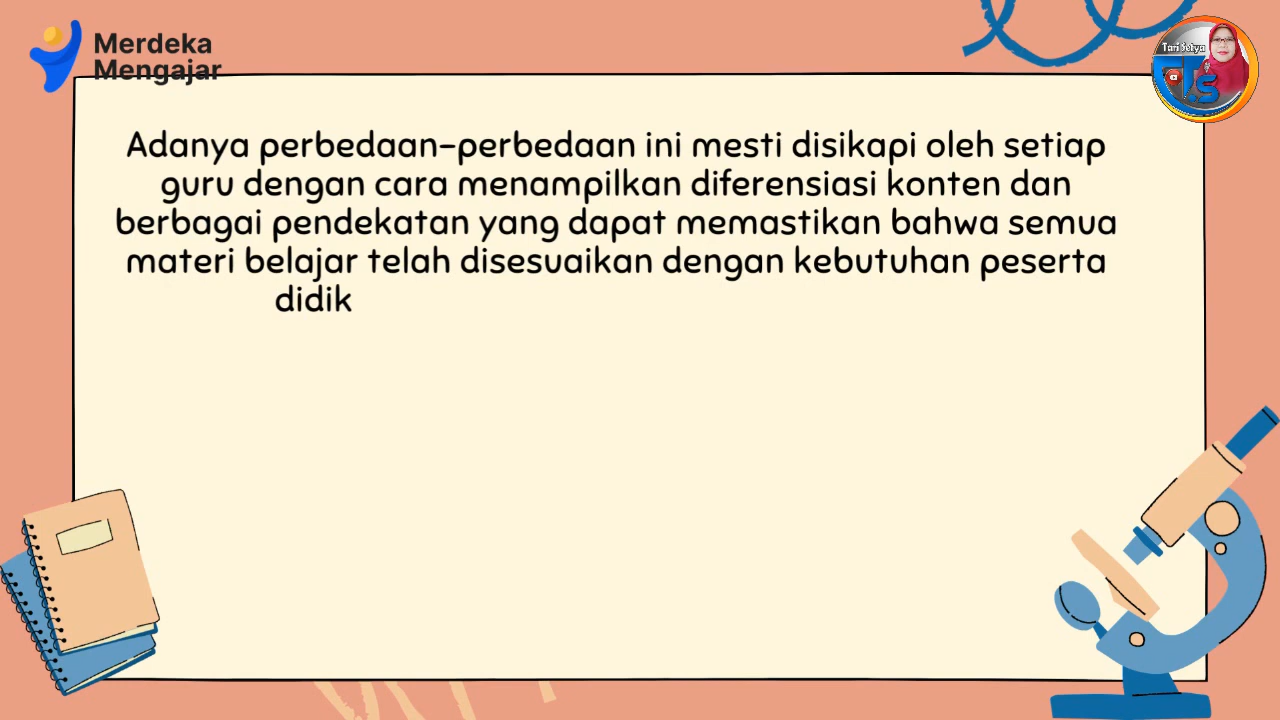 Merdeka
Mengajar
Tari Setya
T.S
Adanya perbedaan-perbedaan ini mesti disikapi oleh setiap
guru dengan cara menampilkan diferensiasi konten dan
berbagai pendekatan yang dapat memastikan bahwa semua
materi belajar telah disesuaikan dengan kebutuhan peserta
didik